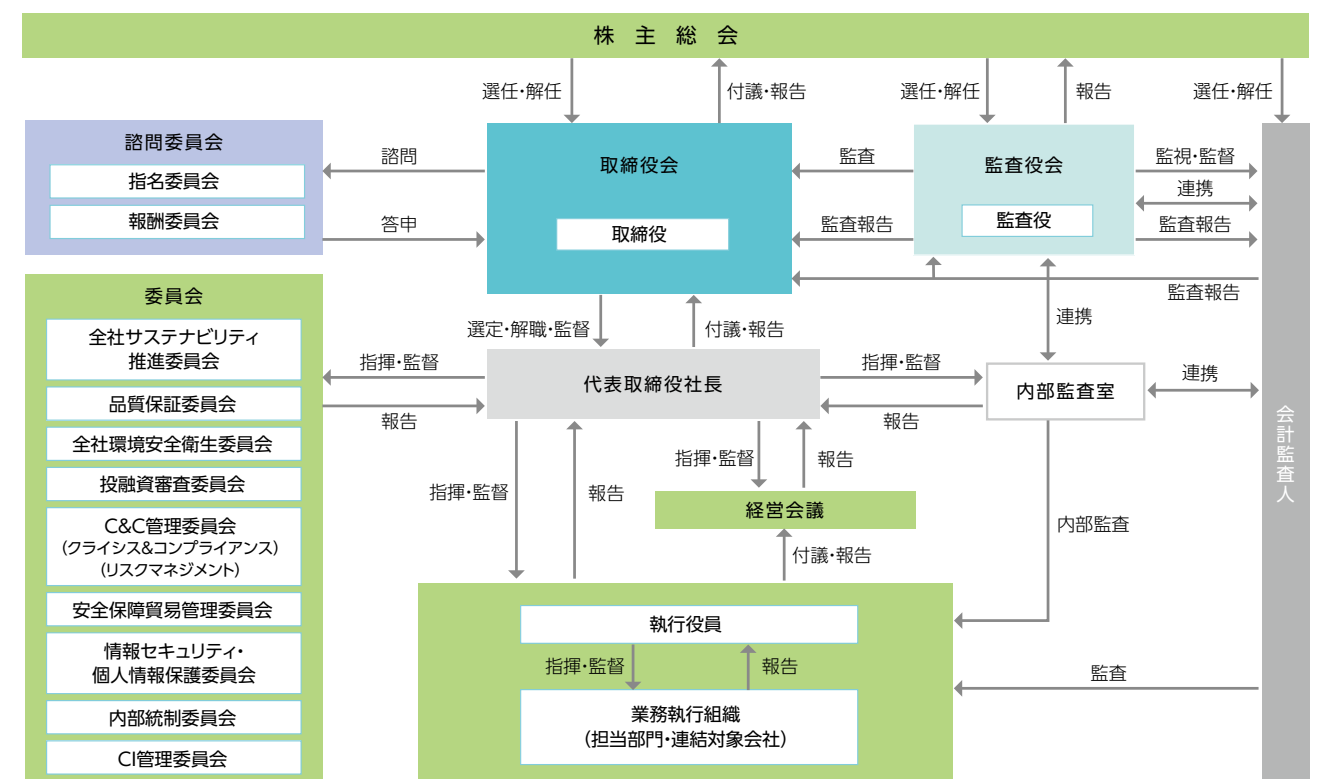 株主総会
選任・解任
付議・報告
選任・解任
報告
選任・解任
諮問委員会
指名委員会
報酬委員会
諮問
答申
取締役会
取締役
監査
監査報告
監査役会
監査役
監視・監督
連携
監査報告
監査報告
委員会
全社サステナビリティ
推進委員会
品質保証委員会
全社環境安全衛生委員会
投融資審査委員会
C&C管理委員会
(クライシス&コンプライアンス)
(リスクマネジメント)
安全保障貿易管理委員会
情報セキュリティ・
個人情報保護委員会
内部統制委員会
CI管理委員会
選定・解職・監督
付議・報告
連携
指揮・監督
報告
代表取締役社長
指揮・監督
報告
内部監査室
連携
会計監査人
指揮・監督
報告
指揮・監督
報告
経営会議
付議・報告
内部監査
執行役員
指揮・監督
報告
業務執行組織
(担当部門・連結対象会社)
監査